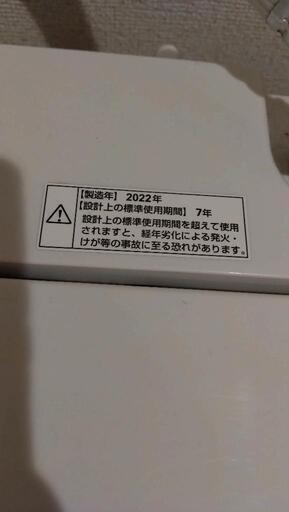 【製造年】 2022年
【設計上の標準使用期間】 7年
設計上の標準使用期間を超えて使用
されますと、経年劣化による発火・
けが等の事故に至る恐れがあります。